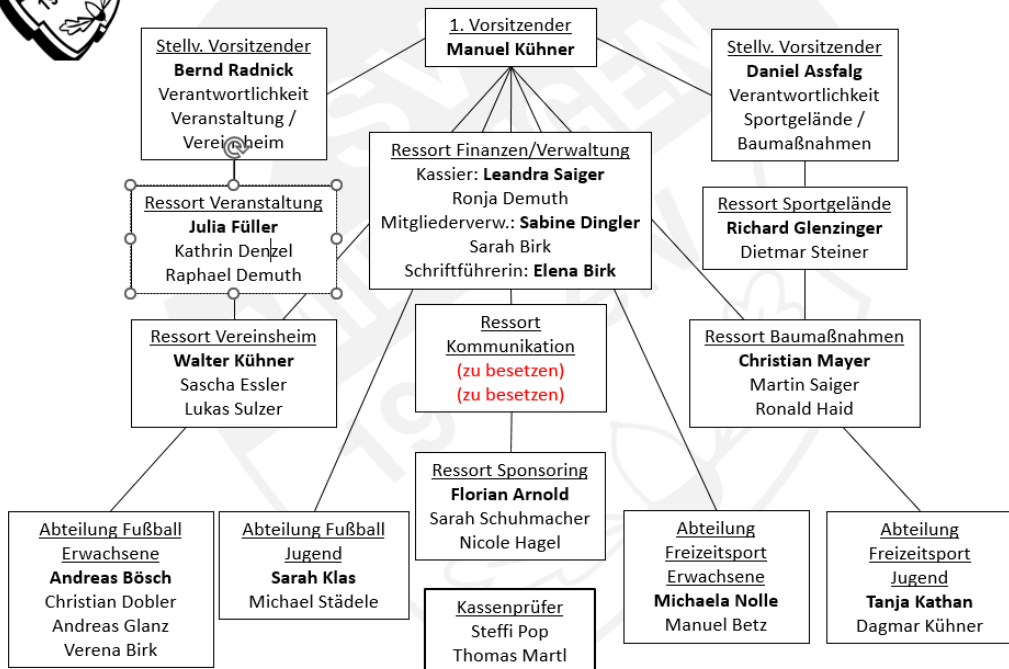 1. Vorsitzender
Manuel Kühner
Stellv. Vorsitzender
Bernd Radnick
Verantwortlichkeit
Veranstaltung /
Vereinsheim
Stellv. Vorsitzender
Daniel Assfalg
Verantwortlichkeit
Sportgelände /
Baumaßnahmen
Ressort Finanzen/Verwaltung
Kassier: Leandra Saiger
Ronja Demuth
Mitgliederverw.: Sabine Dingler
Sarah Birk
Schriftführerin: Elena Birk
Ressort Veranstaltung
Julia Füller
Kathrin Denzel
Raphael Demuth
Ressort Sportgelände
Richard Glenzinger
Dietmar Steiner
Ressort Vereinsheim
Walter Kühner
Sascha Essler
Lukas Sulzer
Ressort
Kommunikation
(zu besetzen)
(zu besetzen)
Ressort Baumaßnahmen
Christian Mayer
Martin Saiger
Ronald Haid
Ressort Sponsoring
Florian Arnold
Sarah Schuhmacher
Nicole Hagel
Abteilung Fußball
Erwachsene
Andreas Bösch
Christian Dobler
Andreas Glanz
Verena Birk
Abteilung Fußball
Jugend
Sarah Klas
Michael Städele
Kassenprüfer
Steffi Pop
Thomas Martl
Abteilung
Freizeitsport
Erwachsene
Michaela Nolle
Manuel Betz
Abteilung
Freizeitsport
Jugend
Tanja Kathan
Dagmar Kühner